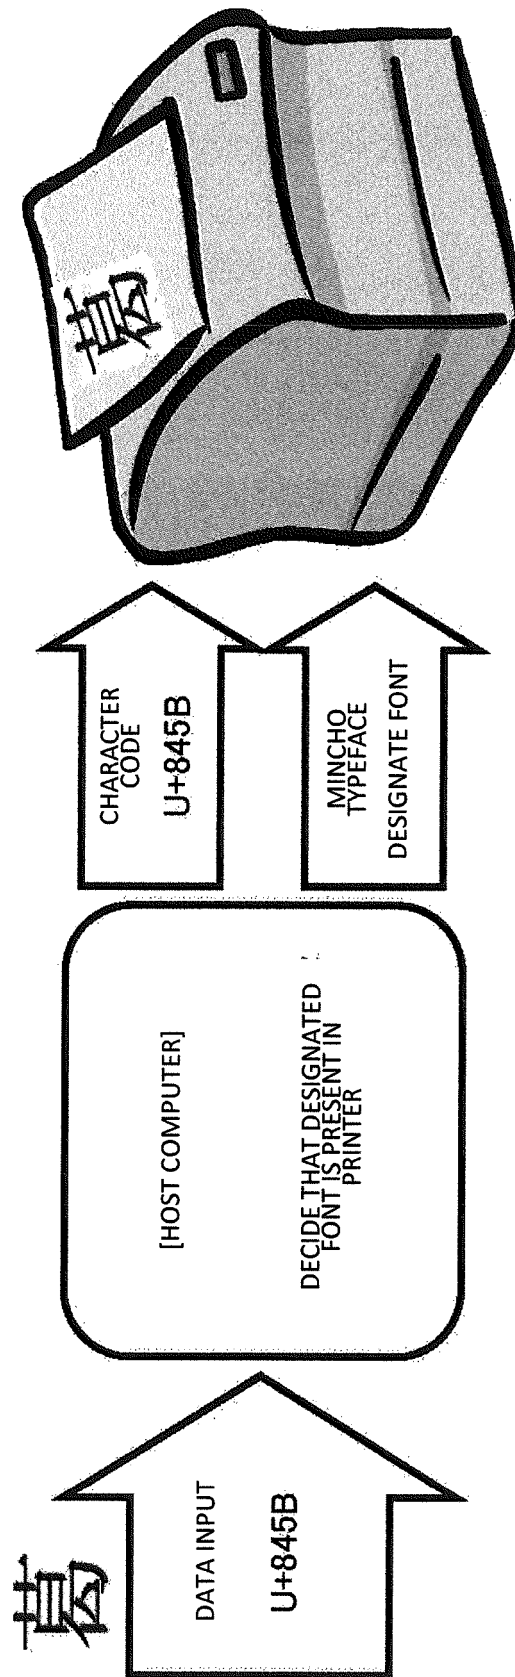 葛
DATA INPUT
U+845B
[HOST COMPUTER]
DECIDE THAT DESIGNATED
FONT IS PRESENT IN
PRINTER
CHARACTER
CODE
U+845B
MINCHO
TYPEFACE
DESIGNATE FONT
葛